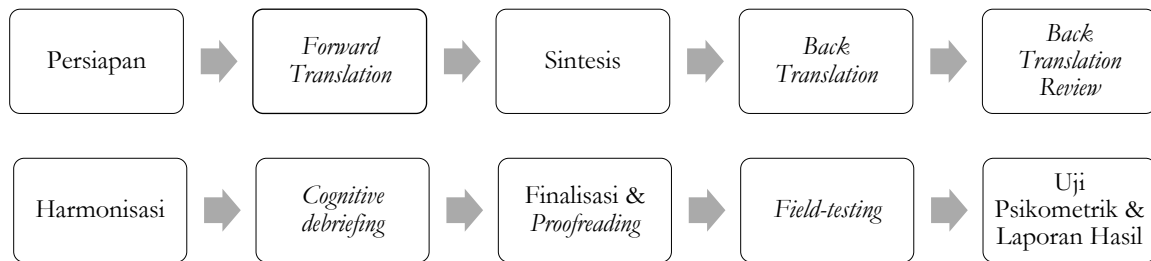 Persiapan
Forward
Translation
Sintesis
Back
Translation
Back
Translation
Review
Harmonisasi
Cognitive
debriefing
Finalisasi &
Proofreading
Field-testing
Uji
Psikometrik &
Laporan Hasil